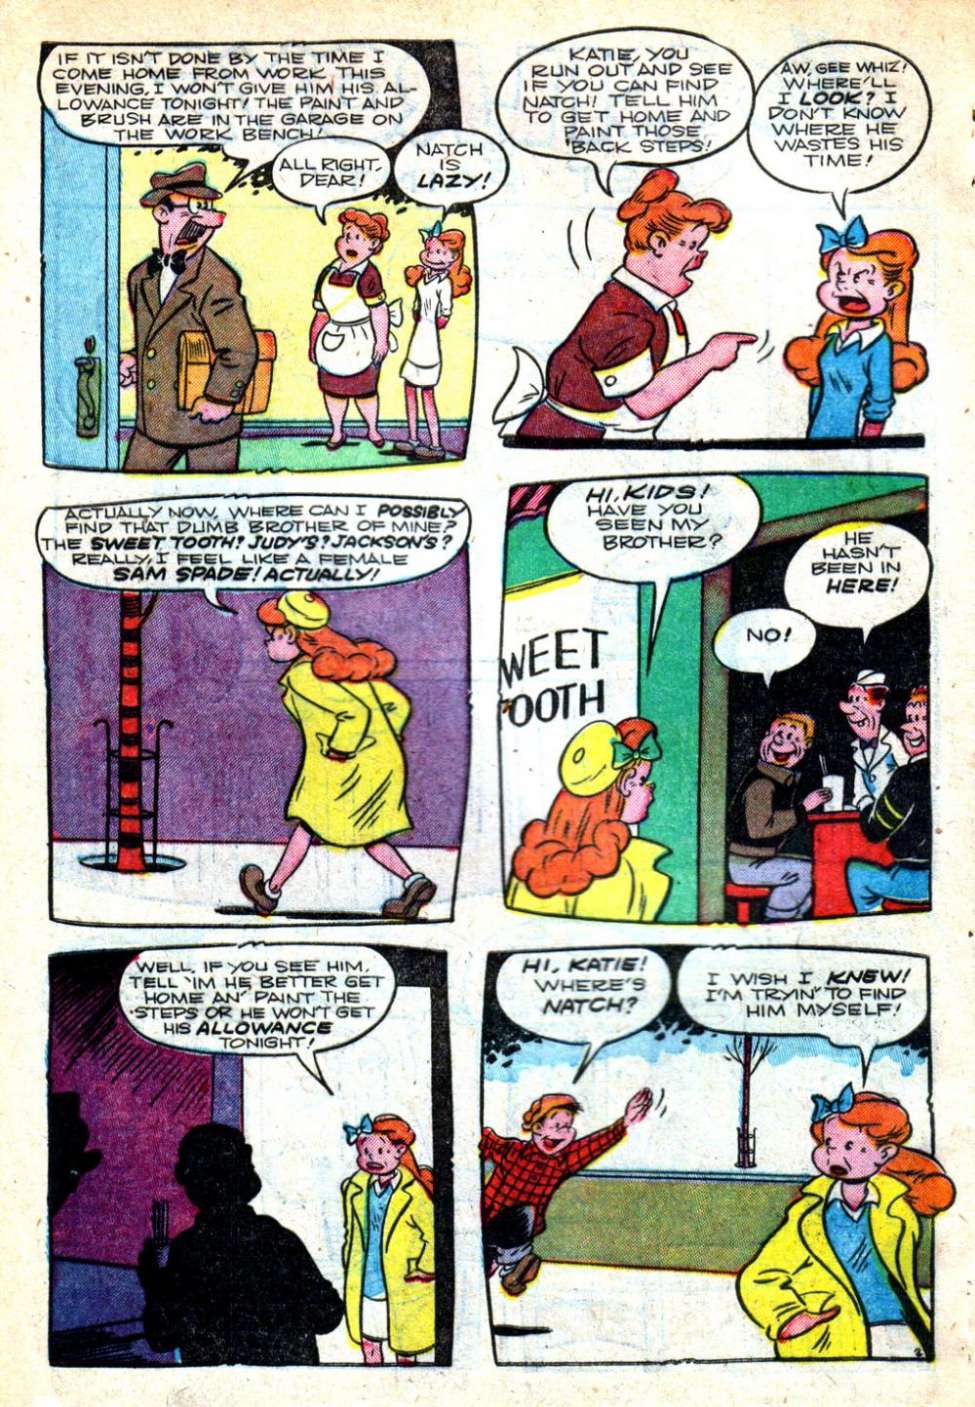 IF IT ISN'T DONE BY THE TIME I
COME HOME FROM WORK THIS
EVENING, I WON'T GIVE HIM HIS AL-
LOWANCE TONIGHT! THE PAINT AND
BRUSH ARE IN THE GARAGE ON
THE WORK BENCH!
ALL RIGHT,
DEAR!
NATCH
IS
LAZY!
KATIE, YOU
RUN OUT AND SEE
IF YOU CAN FIND
NATCH! TELL HIM
TO GET HOME AND
PAINT THOSE
BACK STEPS!
AW, GEE WHIZ!
WHERE'LL
I LOOK? I
DON'T KNOW
WHERE HE
WASTES HIS
TIME!
ACTUALLY NOW, WHERE CAN I POSSIBLY
FIND THAT DUMB BROTHER OF MINE?
THE SWEET TOOTH? JUDY'S? JACKSON'S?
REALLY, I FEEL LIKE A FEMALE
SAM SPADE! ACTUALLY!
HI, KIDS!
HAVE YOU
SEEN MY
BROTHER?
NO!
HE
HASN'T
BEEN IN
HERE!
WEET
OOTH
WELL, IF YOU SEE HIM,
TELL 'IM HE BETTER GET
HOME AN' PAINT THE
STEPS OR HE WON'T GET
HIS ALLOWANCE
TONIGHT!
HI, KATIE!
WHERE'S
NATCH?
I WISH I KNEW!
I'M TRYIN' TO FIND
HIM MYSELF!
2